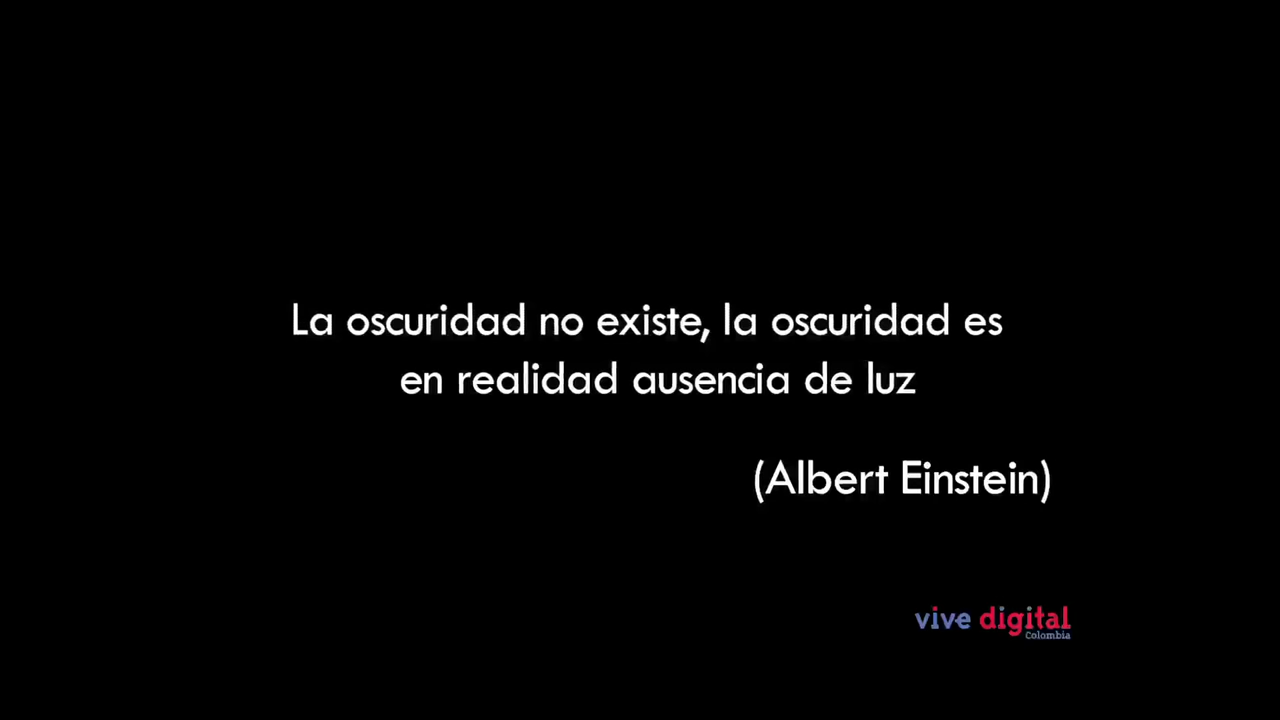 La oscuridad no existe, la oscuridad es
en realidad ausencia de luz
(Albert Einstein)
vive digital
Colombia